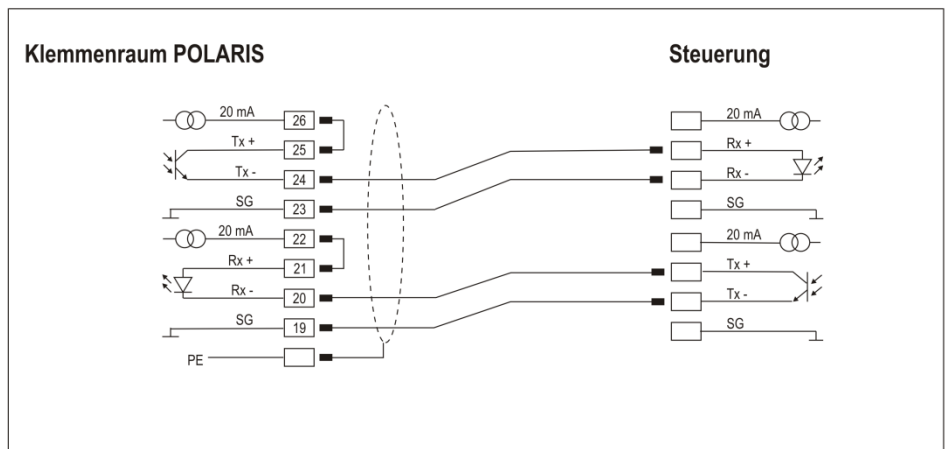 Klemmenraum POLARIS
Steuerung
20 mA 26
Tx + 25
Tx - 24
SG 23
20 mA 22
Rx + 21
Rx - 20
SG 19
PE
20 mA
Rx +
Rx -
SG
20 mA
Tx +
Tx -
SG